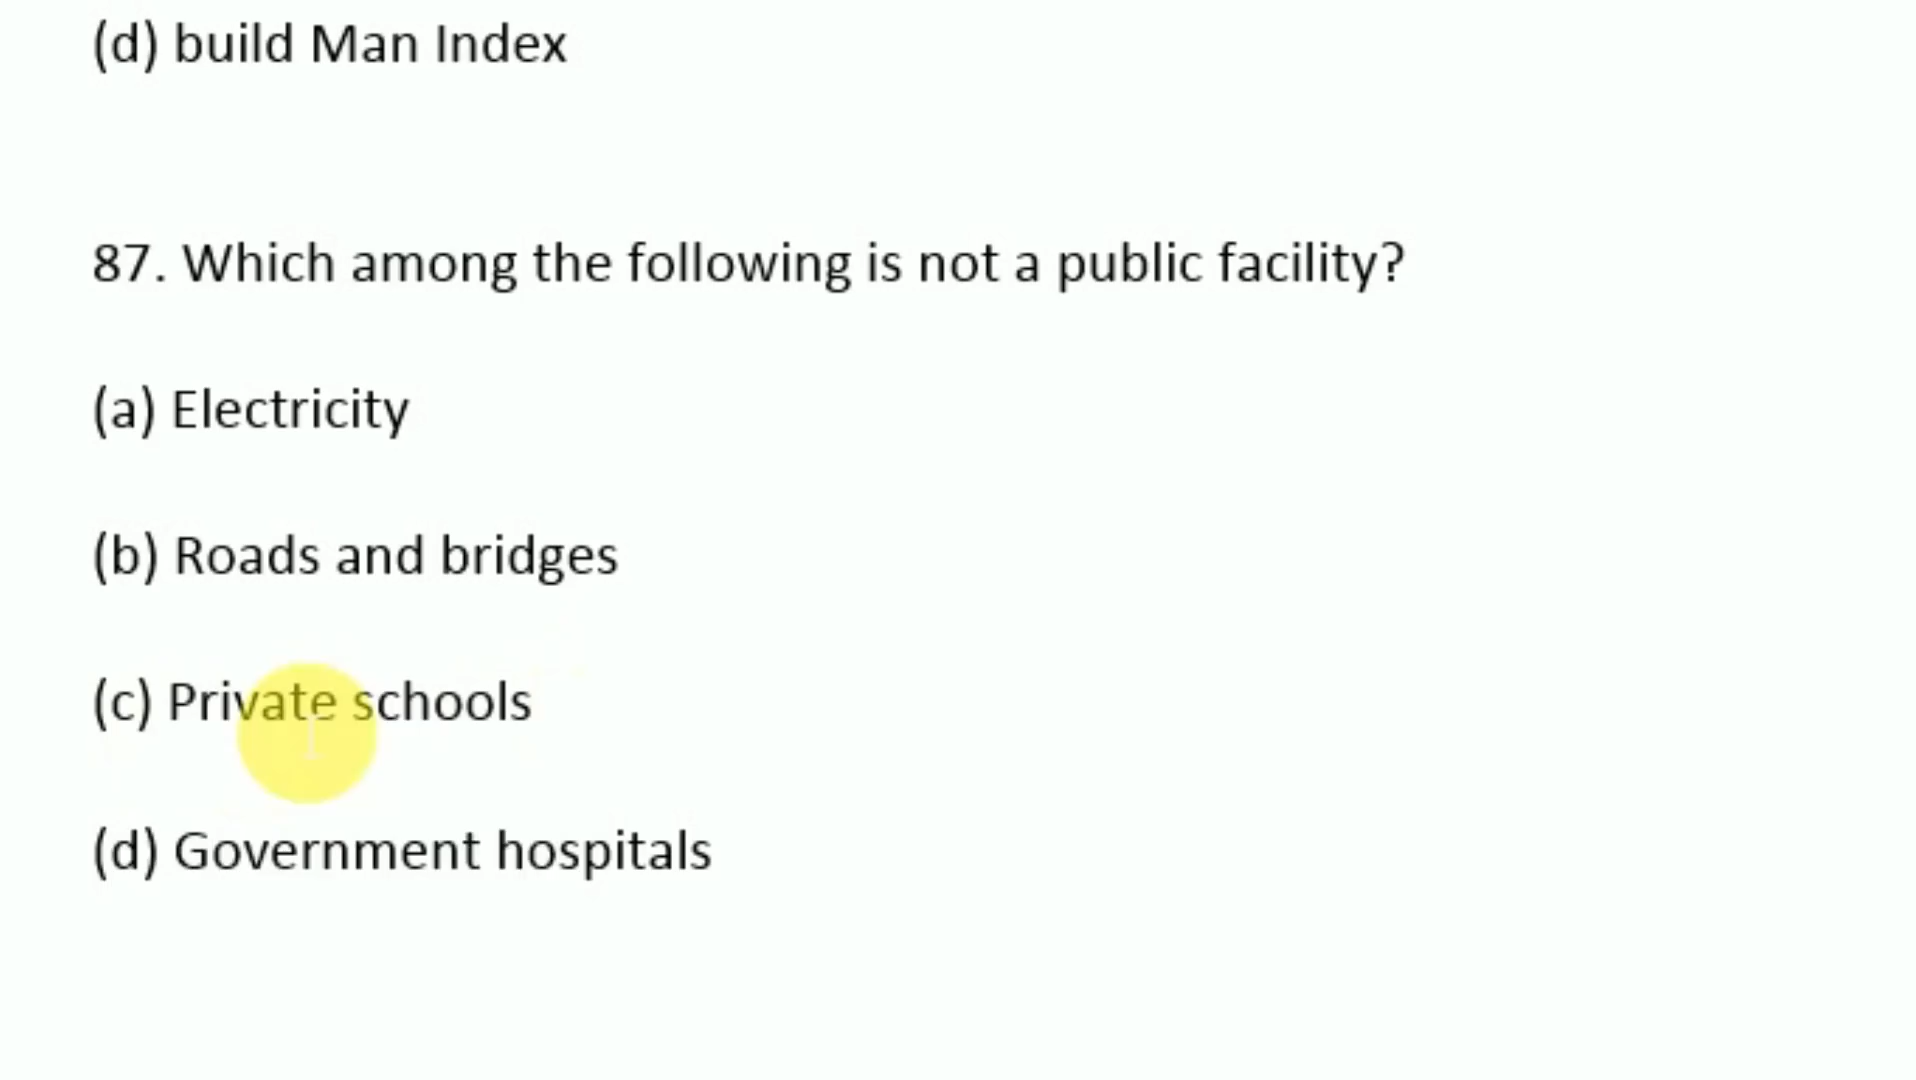 (d) build Man Index
87. Which among the following is not a public facility?
(a) Electricity
(b) Roads and bridges
(c) Private schools
(d) Government hospitals